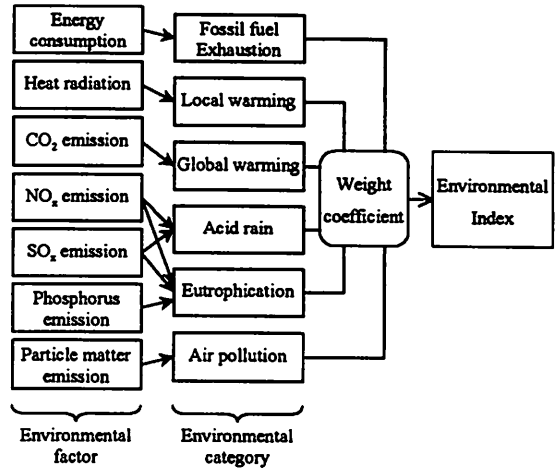 Energy
consumption
Heat radiation
CO₂ emission
NOₓ emission
SOₓ emission
Phosphorus
emission
Particle matter
emission
Environmental
factor
Fossil fuel
Exhaustion
Local warming
Global warming
Acid rain
Eutrophication
Air pollution
Environmental
category
Weight
coefficient
Environmental
Index